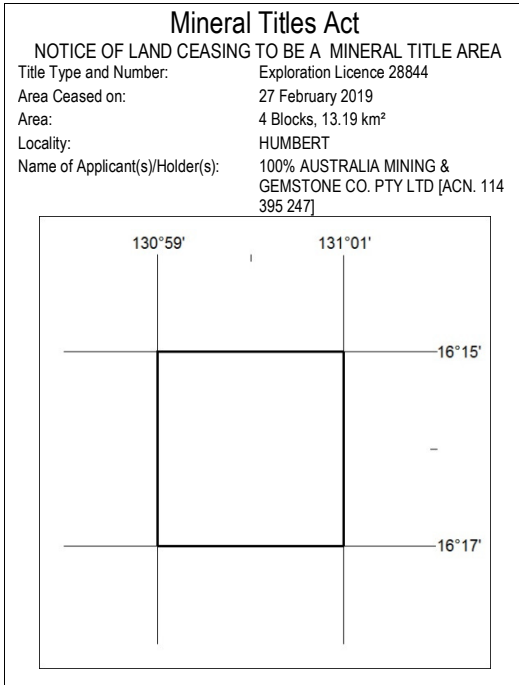 Mineral Titles Act
NOTICE OF LAND CEASING TO BE A MINERAL TITLE AREA
Title Type and Number: Exploration Licence 28844
Area Ceased on: 27 February 2019
Area: 4 Blocks, 13.19 km²
Locality: HUMBERT
Name of Applicant(s)/Holder(s): 100% AUSTRALIA MINING &
GEMSTONE CO. PTY LTD [ACN. 114
395 247]
130°59' 131°01'
16°15'
16°17'